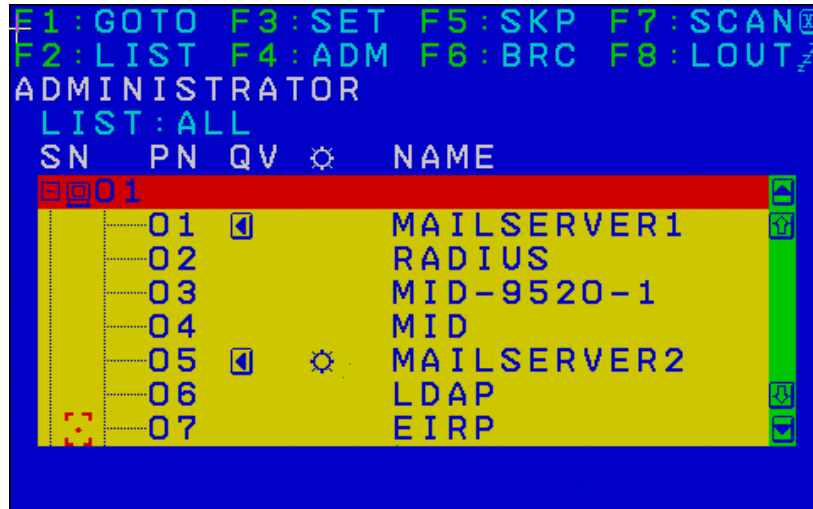 F1:GOTO F3:SET F5:SKP F7:SCAN
F2:LIST F4:ADM F6:BRC F8:LOUT zz
ADMINISTRATOR
LIST:ALL
SN PN QV NAME
01
01 MAILSERVER1
02 RADIUS
03 MID-9520-1
04 MID
05 MAILSERVER2
06 LDAP
07 EIRP